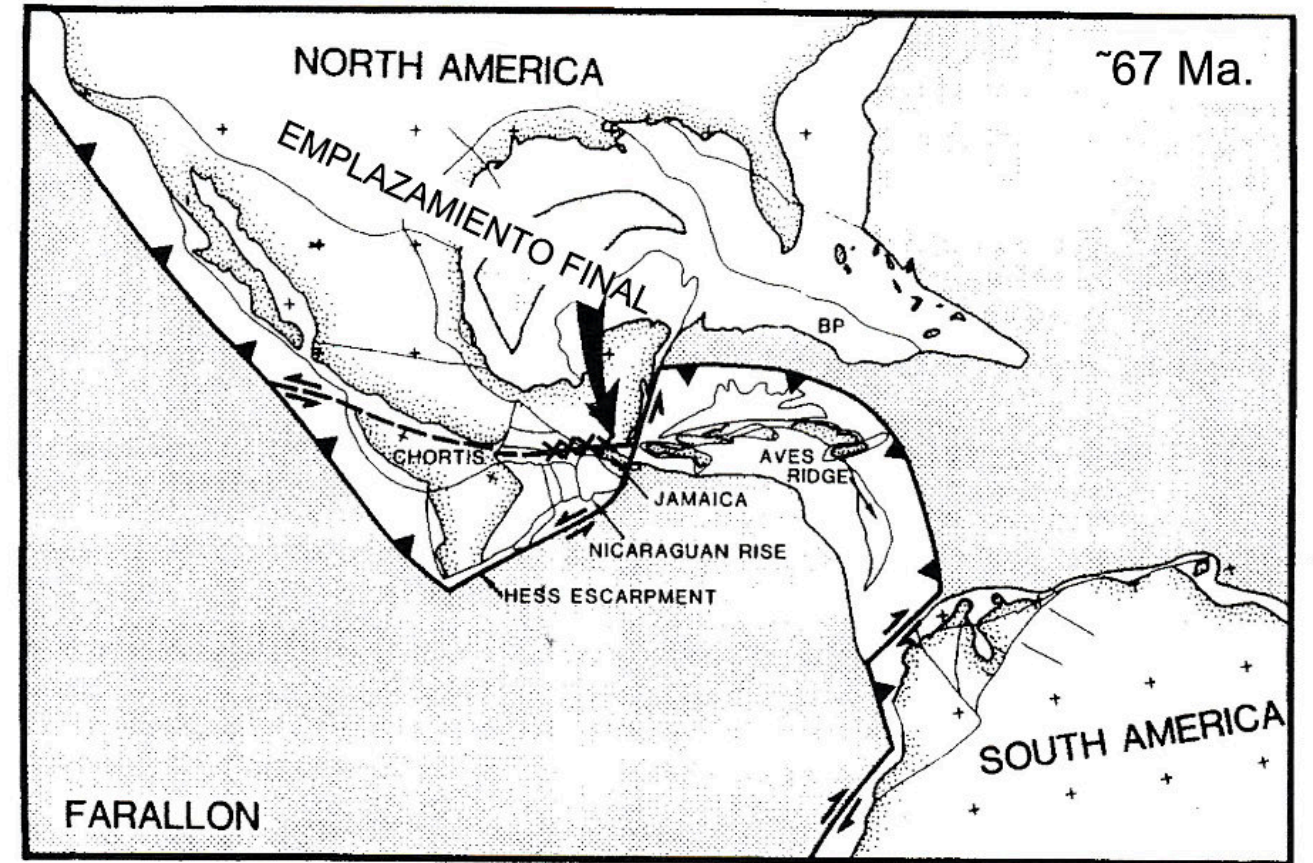 NORTH AMERICA
~67 Ma.
EMPLAZAMIENTO FINAL
BP
CHORTIS
AVES
RIDGE
JAMAICA
NICARAGUAN RISE
HESS ESCARPMENT
SOUTH AMERICA
FARALLON